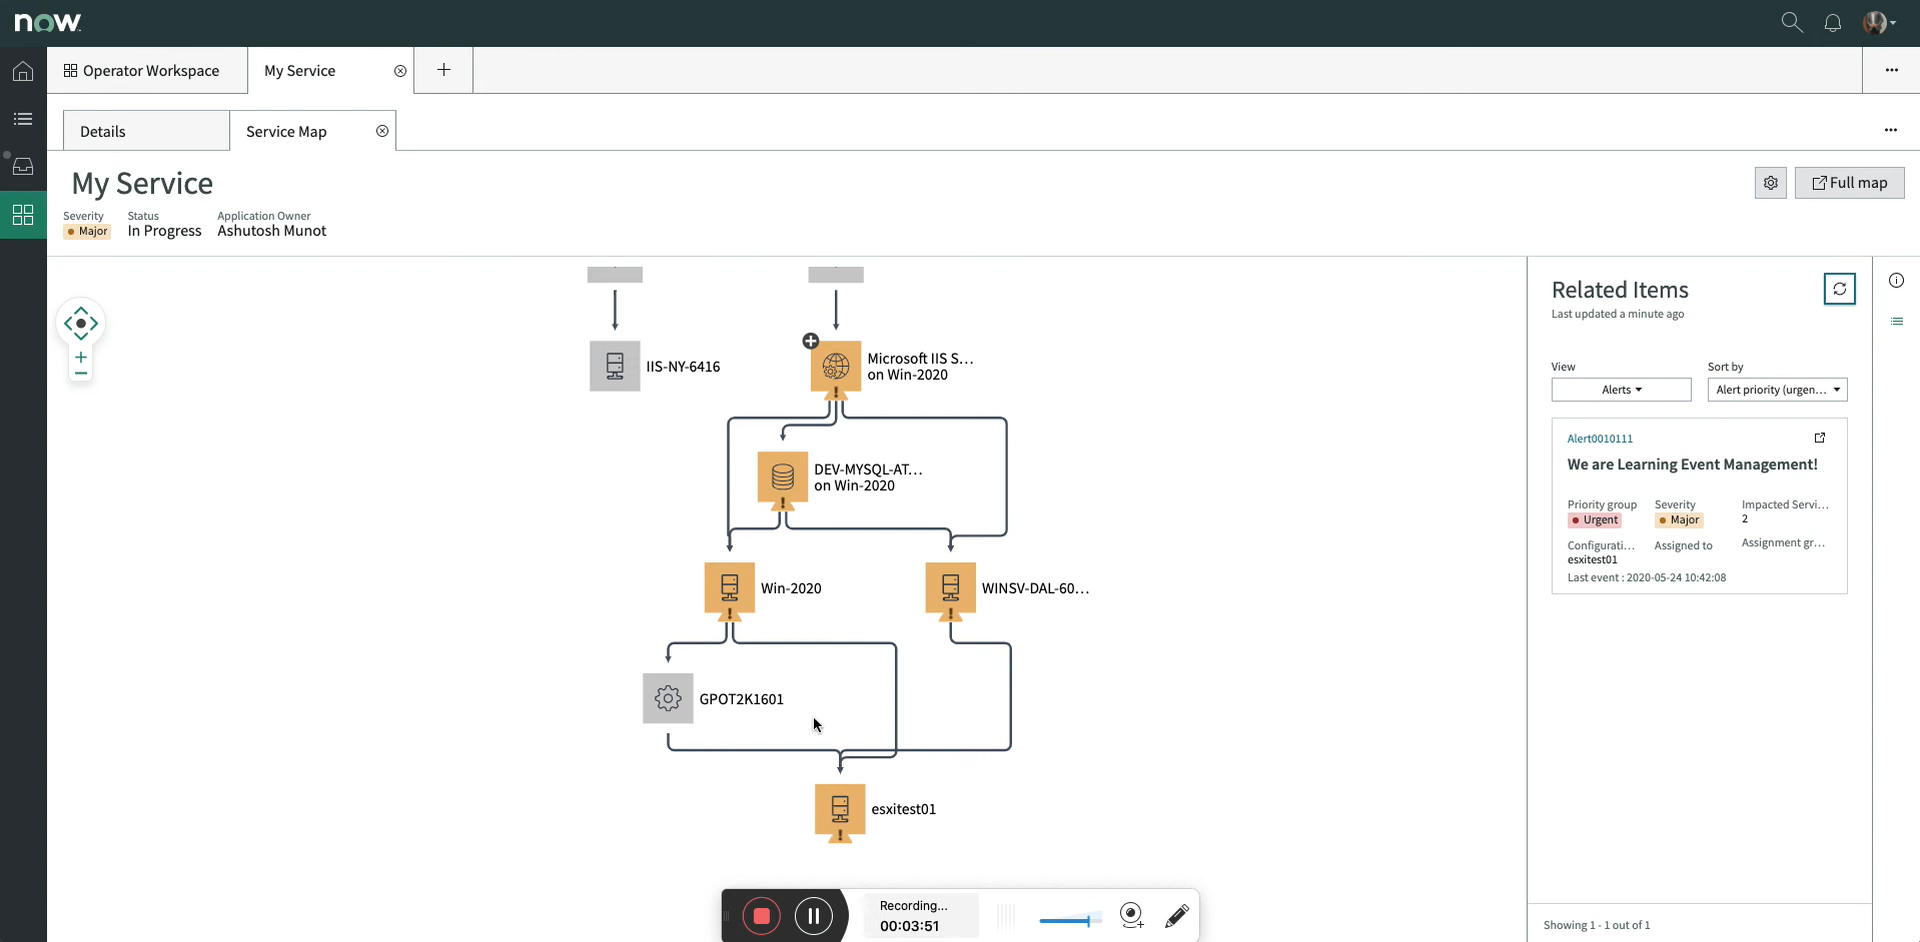 now.
Operator Workspace
My Service
Details
Service Map
My Service
Full map
Severity
Status
Application Owner
Major
In Progress
Ashutosh Munot
IIS-NY-6416
Microsoft IIS S...
on Win-2020
DEV-MYSQL-AT...
on Win-2020
Win-2020
WINSV-DAL-60...
GPOT2K1601
esxitest01
Related Items
Last updated a minute ago
View
Sort by
Alerts
Alert priority (urgen...
Alert0010111
We are Learning Event Management!
Priority group
Severity
Impacted Servi...
Urgent
Major
2
Configurati...
Assigned to
Assignment gr...
esxitest01
Last event : 2020-05-24 10:42:08
Showing 1 - 1 out of 1
Recording...
00:03:51